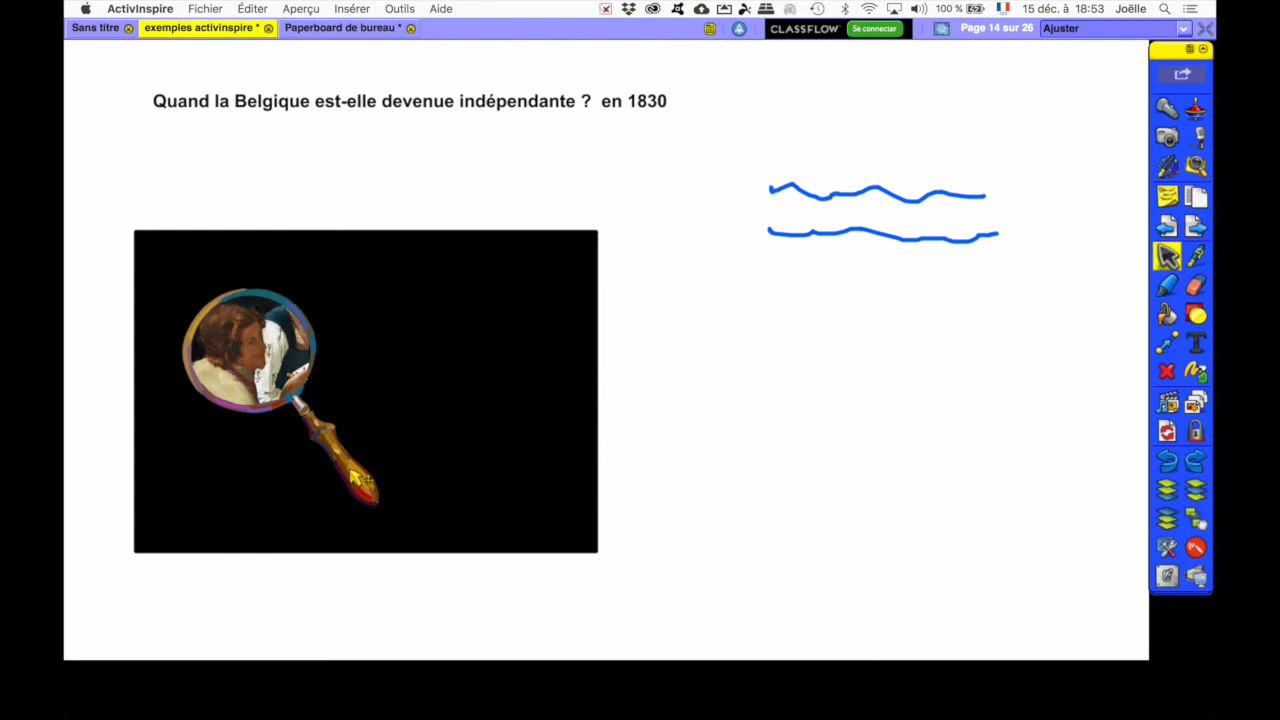 ActivInspire Fichier Éditer Aperçu Insérer Outils Aide 100 % 15 déc. à 18:53 Joëlle
Sans titre exemples activinspire * Paperboard de bureau * CLASSFLOW Se connecter Page 14 sur 26 Ajuster
Quand la Belgique est-elle devenue indépendante ? en 1830